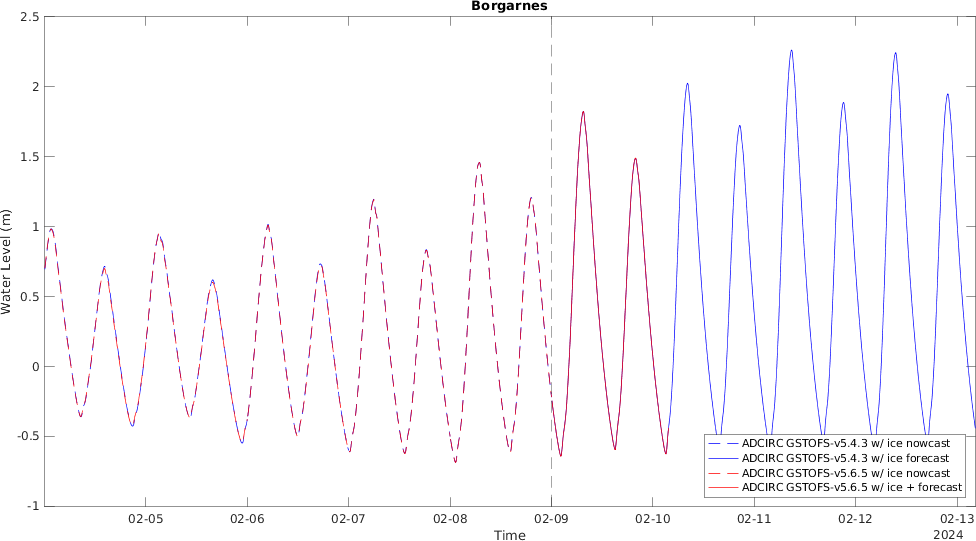 Borgarnes
2.5
2
1.5
1
0.5
0
-0.5
-1
Water Level (m)
02-05
02-06
02-07
02-08
02-09
02-10
02-11
02-12
02-13
Time
2024
ADCIRC GSTOFS-v5.4.3 w/ ice nowcast
ADCIRC GSTOFS-v5.4.3 w/ ice forecast
ADCIRC GSTOFS-v5.6.5 w/ ice nowcast
ADCIRC GSTOFS-v5.6.5 w/ ice + forecast